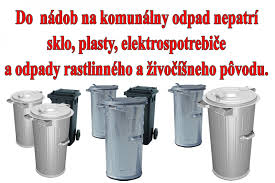 Do nádob na komunálny odpad nepatrí
sklo, plasty, elektrospotrebiče
a odpady rastlinného a živočíšneho pôvodu.